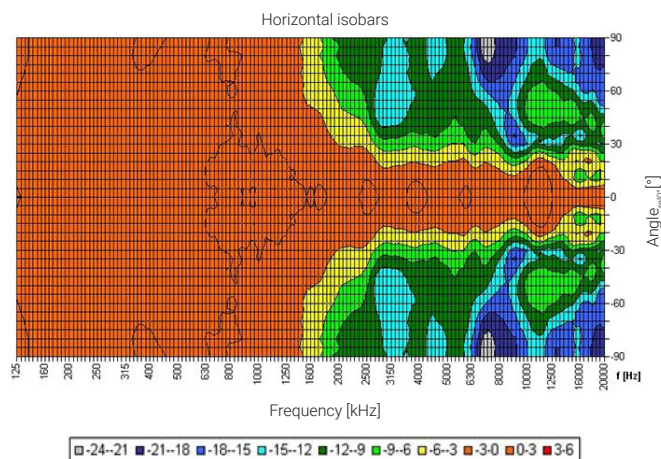 Horizontal isobars
90
60
30
0
-30
-60
-90
Angle rel0° [°]
125 160 200 250 315 400 500 630 800 1000 1250 1600 2000 2500 3150 4000 5000 6300 8000 10000 12500 16000 20000 f [Hz]
Frequency [kHz]
-24--21 -21--18 -18--15 -15--12 -12--9 -9--6 -6--3 -3-0 0-3 3-6